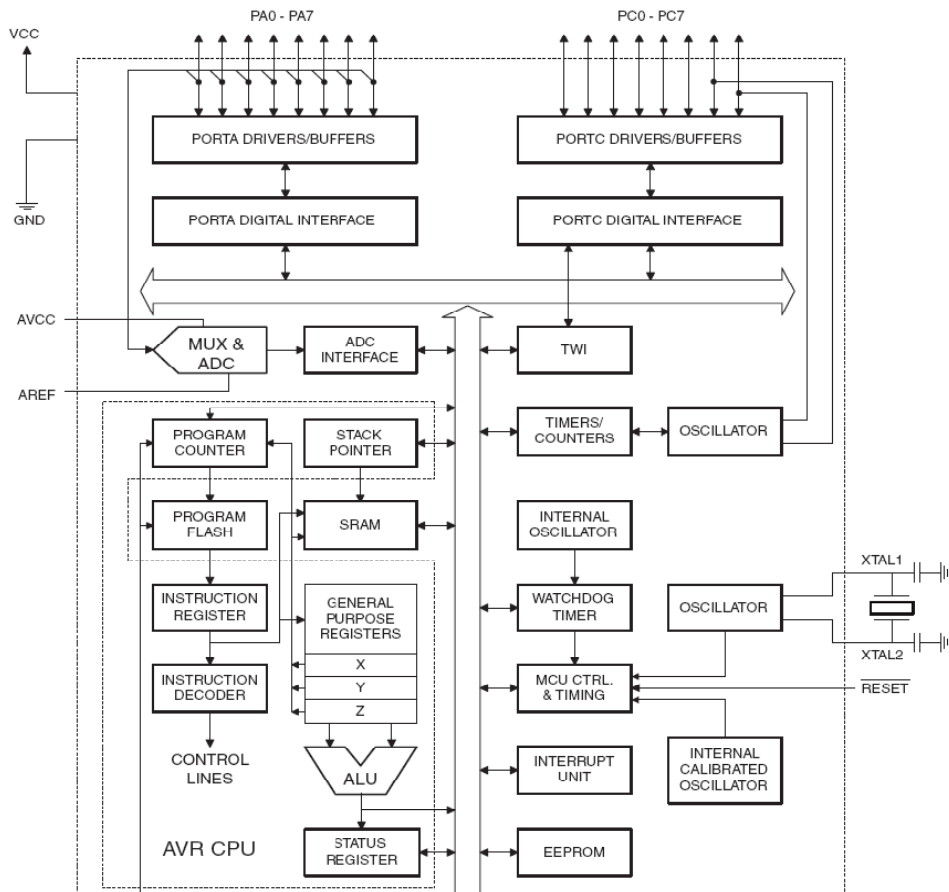 PA0 - PA7
PC0 - PC7
VCC
PORTA DRIVERS/BUFFERS
PORTC DRIVERS/BUFFERS
PORTA DIGITAL INTERFACE
PORTC DIGITAL INTERFACE
GND
AVCC
MUX &
ADC
ADC
INTERFACE
TWI
AREF
PROGRAM
COUNTER
STACK
POINTER
TIMERS/
COUNTERS
OSCILLATOR
PROGRAM
FLASH
SRAM
INTERNAL
OSCILLATOR
XTAL1
INSTRUCTION
REGISTER
GENERAL
PURPOSE
REGISTERS
WATCHDOG
TIMER
OSCILLATOR
XTAL2
X
INSTRUCTION
DECODER
Y
MCU CTRL.
& TIMING
RESET
Z
CONTROL
LINES
ALU
INTERRUPT
UNIT
INTERNAL
CALIBRATED
OSCILLATOR
AVR CPU
STATUS
REGISTER
EEPROM